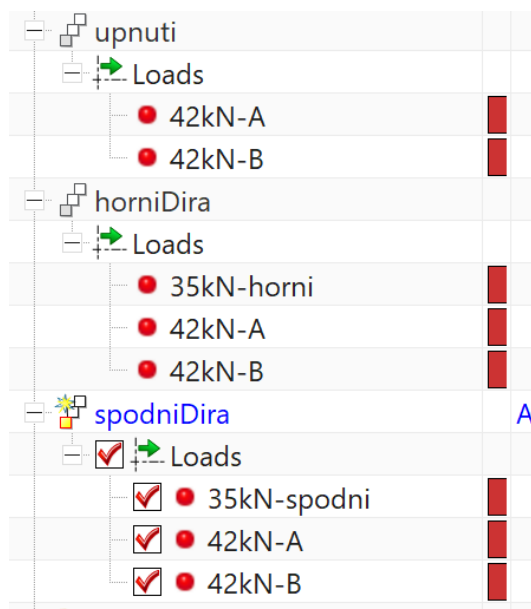 upnuti
Loads
42kN-A
42kN-B
horniDira
Loads
35kN-horni
42kN-A
42kN-B
spodniDira A
Loads
35kN-spodni
42kN-A
42kN-B